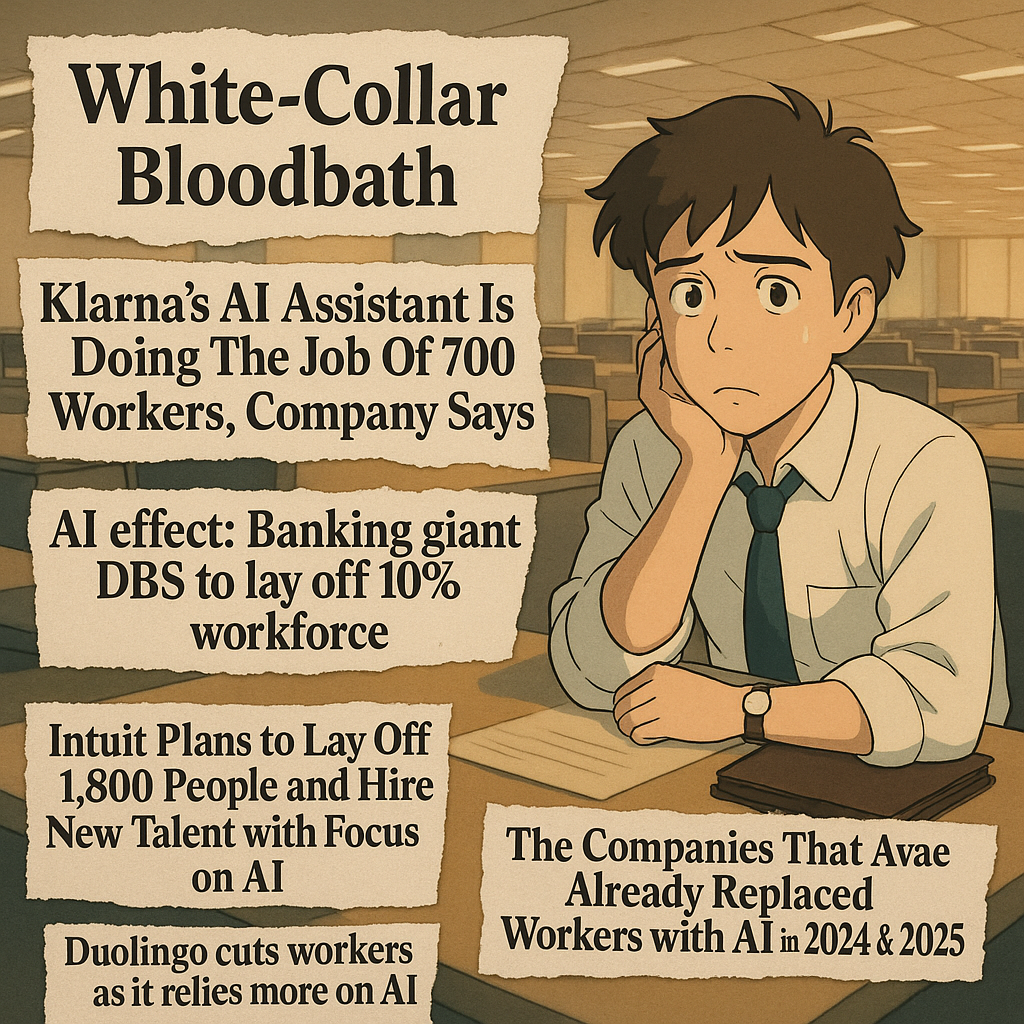 White-Collar
Bloodbath
Klarna's AI Assistant Is
Doing The Job Of 700
Workers, Company Says
AI effect: Banking giant
DBS to lay off 10%
workforce
Intuit Plans to Lay Off
1,800 People and Hire
New Talent with Focus
on AI
Duolingo cuts workers
as it relies more on AI
The Companies That Avae
Already Replaced
Workers with AI in 2024 & 2025